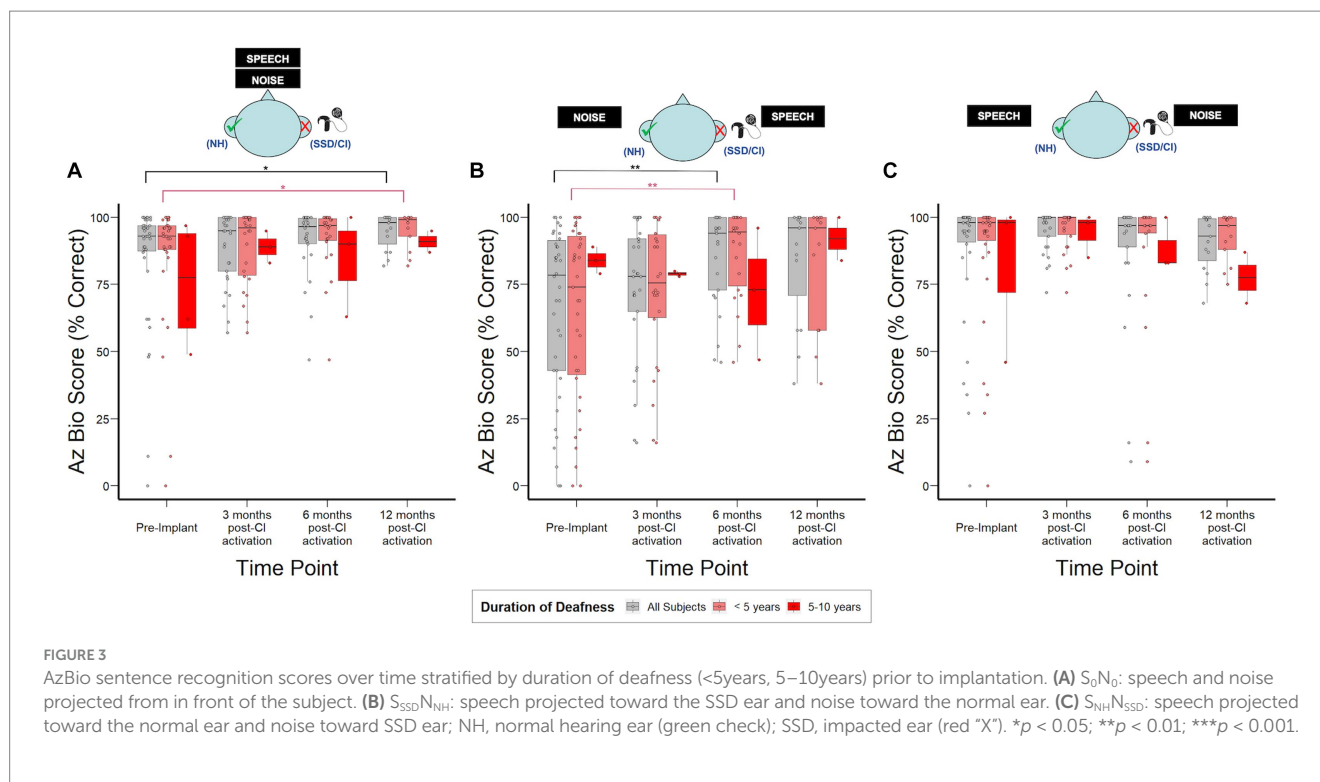 SPEECH
NOISE
(NH)
(SSD/CI)
NOISE
SPEECH
(NH)
(SSD/CI)
SPEECH
NOISE
(NH)
(SSD/CI)
A
*
*
Az Bio Score (% Correct)
100
75
50
25
0
Pre-Implant
3 months post-CI activation
6 months post-CI activation
12 months post-CI activation
Time Point
B
**
**
Az Bio Score (% Correct)
100
75
50
25
0
Pre-Implant
3 months post-CI activation
6 months post-CI activation
12 months post-CI activation
Time Point
C
Az Bio Score (% Correct)
100
75
50
25
0
Pre-Implant
3 months post-CI activation
6 months post-CI activation
12 months post-CI activation
Time Point
Duration of Deafness All Subjects < 5 years 5-10 years
FIGURE 3
AzBio sentence recognition scores over time stratified by duration of deafness (<5years, 5–10years) prior to implantation. (A) S₀N₀: speech and noise
projected from in front of the subject. (B) S_SSD N_NH: speech projected toward the SSD ear and noise toward the normal ear. (C) S_NH N_SSD: speech projected
toward the normal ear and noise toward SSD ear; NH, normal hearing ear (green check); SSD, impacted ear (red “X”). *p < 0.05; **p < 0.01; ***p < 0.001.